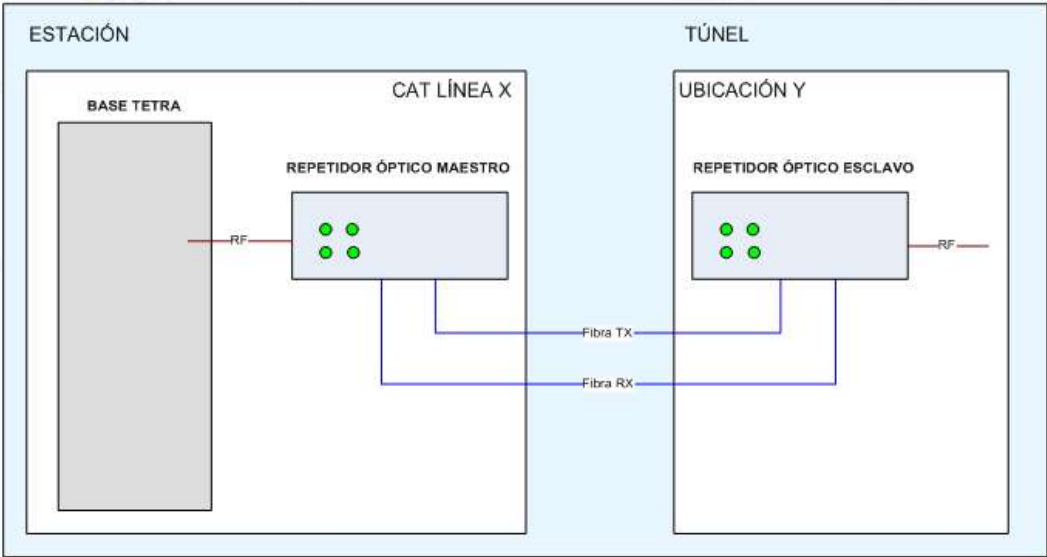 ESTACIÓN
TÚNEL
CAT LÍNEA X
UBICACIÓN Y
BASE TETRA
REPETIDOR ÓPTICO MAESTRO
REPETIDOR ÓPTICO ESCLAVO
RF
RF
Fibra TX
Fibra RX